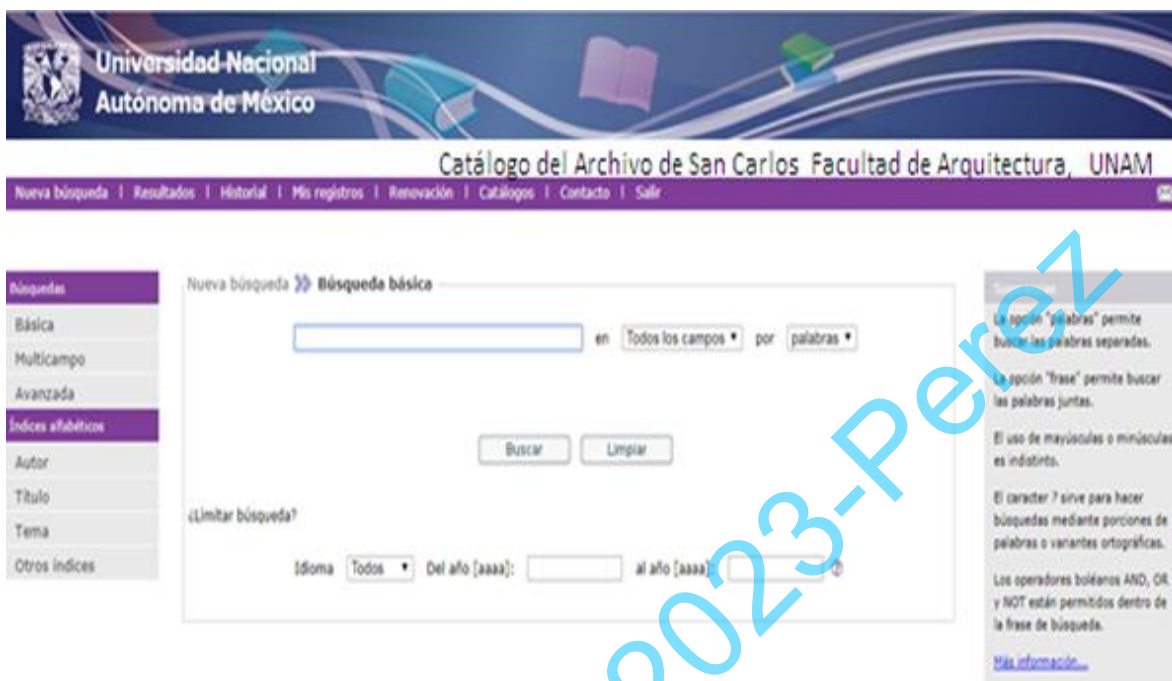 Universidad Nacional
Autónoma de México
Catálogo del Archivo de San Carlos Facultad de Arquitectura, UNAM
Nueva búsqueda | Resultados | Historial | Mis registros | Renovación | Catálogos | Contacto | Salir
Búsquedas
Básica
Multicampo
Avanzada
Índices alfabéticos
Autor
Título
Tema
Otros índices
Nueva búsqueda Búsqueda básica
en Todos los campos por palabras
Buscar Limpiar
¿Limitar búsqueda?
Idioma Todos Del año [aaaa]: al año [aaaa]:
La opción "palabras" permite
buscar las palabras separadas.
La opción "frase" permite buscar
las palabras juntas.
El uso de mayúsculas o minúsculas
es indistinto.
El caracter ? sirve para hacer
búsquedas mediante porciones de
palabras o variantes ortográficas.
Los operadores boléanos AND, OR
y NOT están permitidos dentro de
la frase de búsqueda.
Más información...
2023-Perez